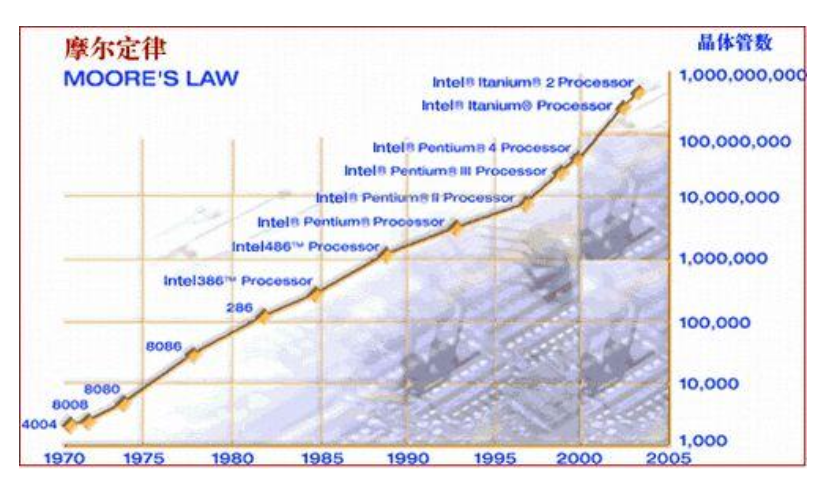 摩尔定律
MOORE'S LAW
晶体管数
Intel® Itanium® 2 Processor
1,000,000,000
Intel® Itanium® Processor
Intel® Pentium® 4 Processor
100,000,000
Intel® Pentium® III Processor
Intel® Pentium® II Processor
10,000,000
Intel® Pentium® Processor
Intel486™ Processor
1,000,000
Intel386™ Processor
286
100,000
8086
8080
10,000
8008
4004
1,000
1970 1975 1980 1985 1990 1995 2000 2005